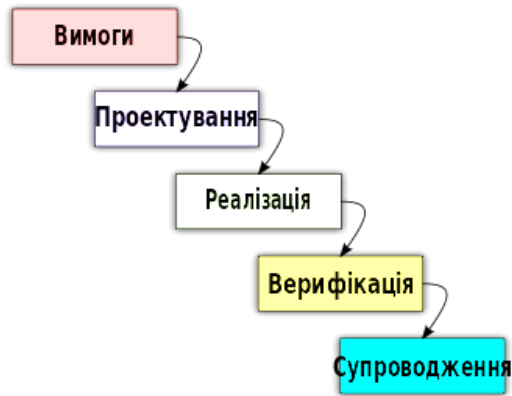 Вимоги
Проектування
Реалізація
Верифікація
Супроводження